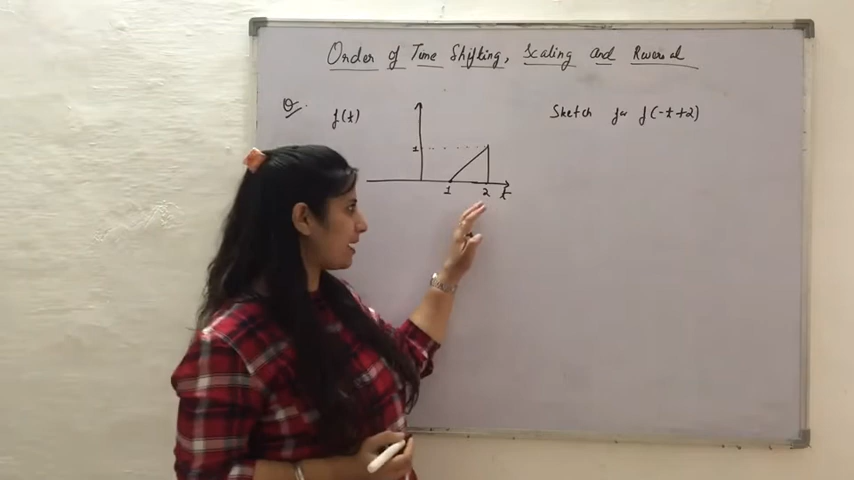 Order of Time Shifting, Scaling and Reversal
Q. f(t) Sketch for f(-t+2)
1
1 2 t